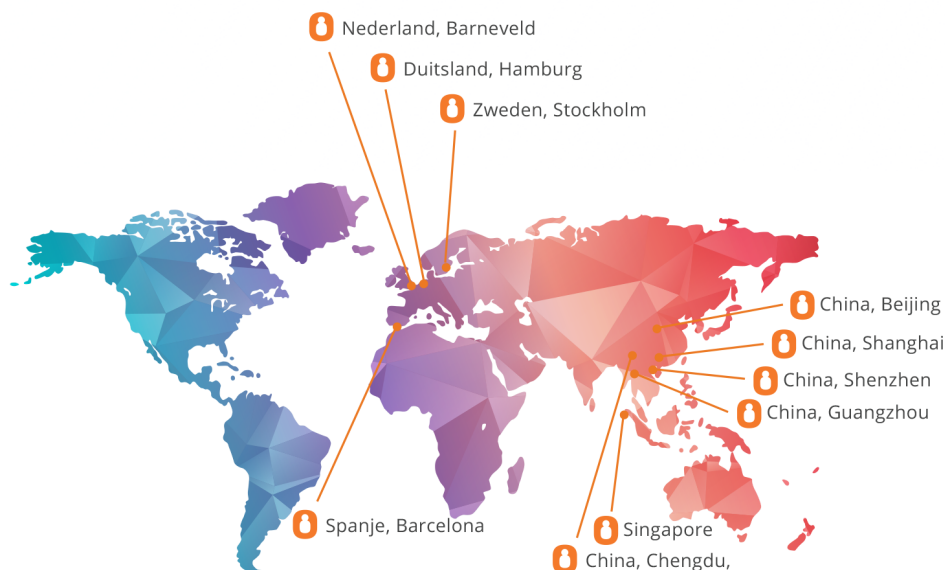 Nederland, Barneveld
Duitsland, Hamburg
Zweden, Stockholm
China, Beijing
China, Shanghai
China, Shenzhen
China, Guangzhou
Spanje, Barcelona
Singapore
China, Chengdu,